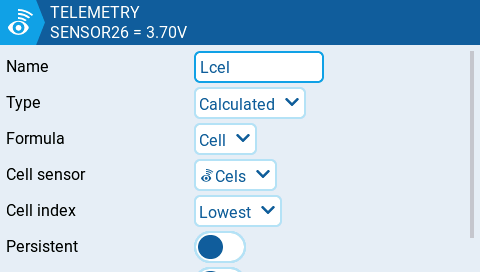 TELEMETRY
SENSOR26 = 3.70V
Name Lcel
Type Calculated
Formula Cell
Cell sensor Cels
Cell index Lowest
Persistent